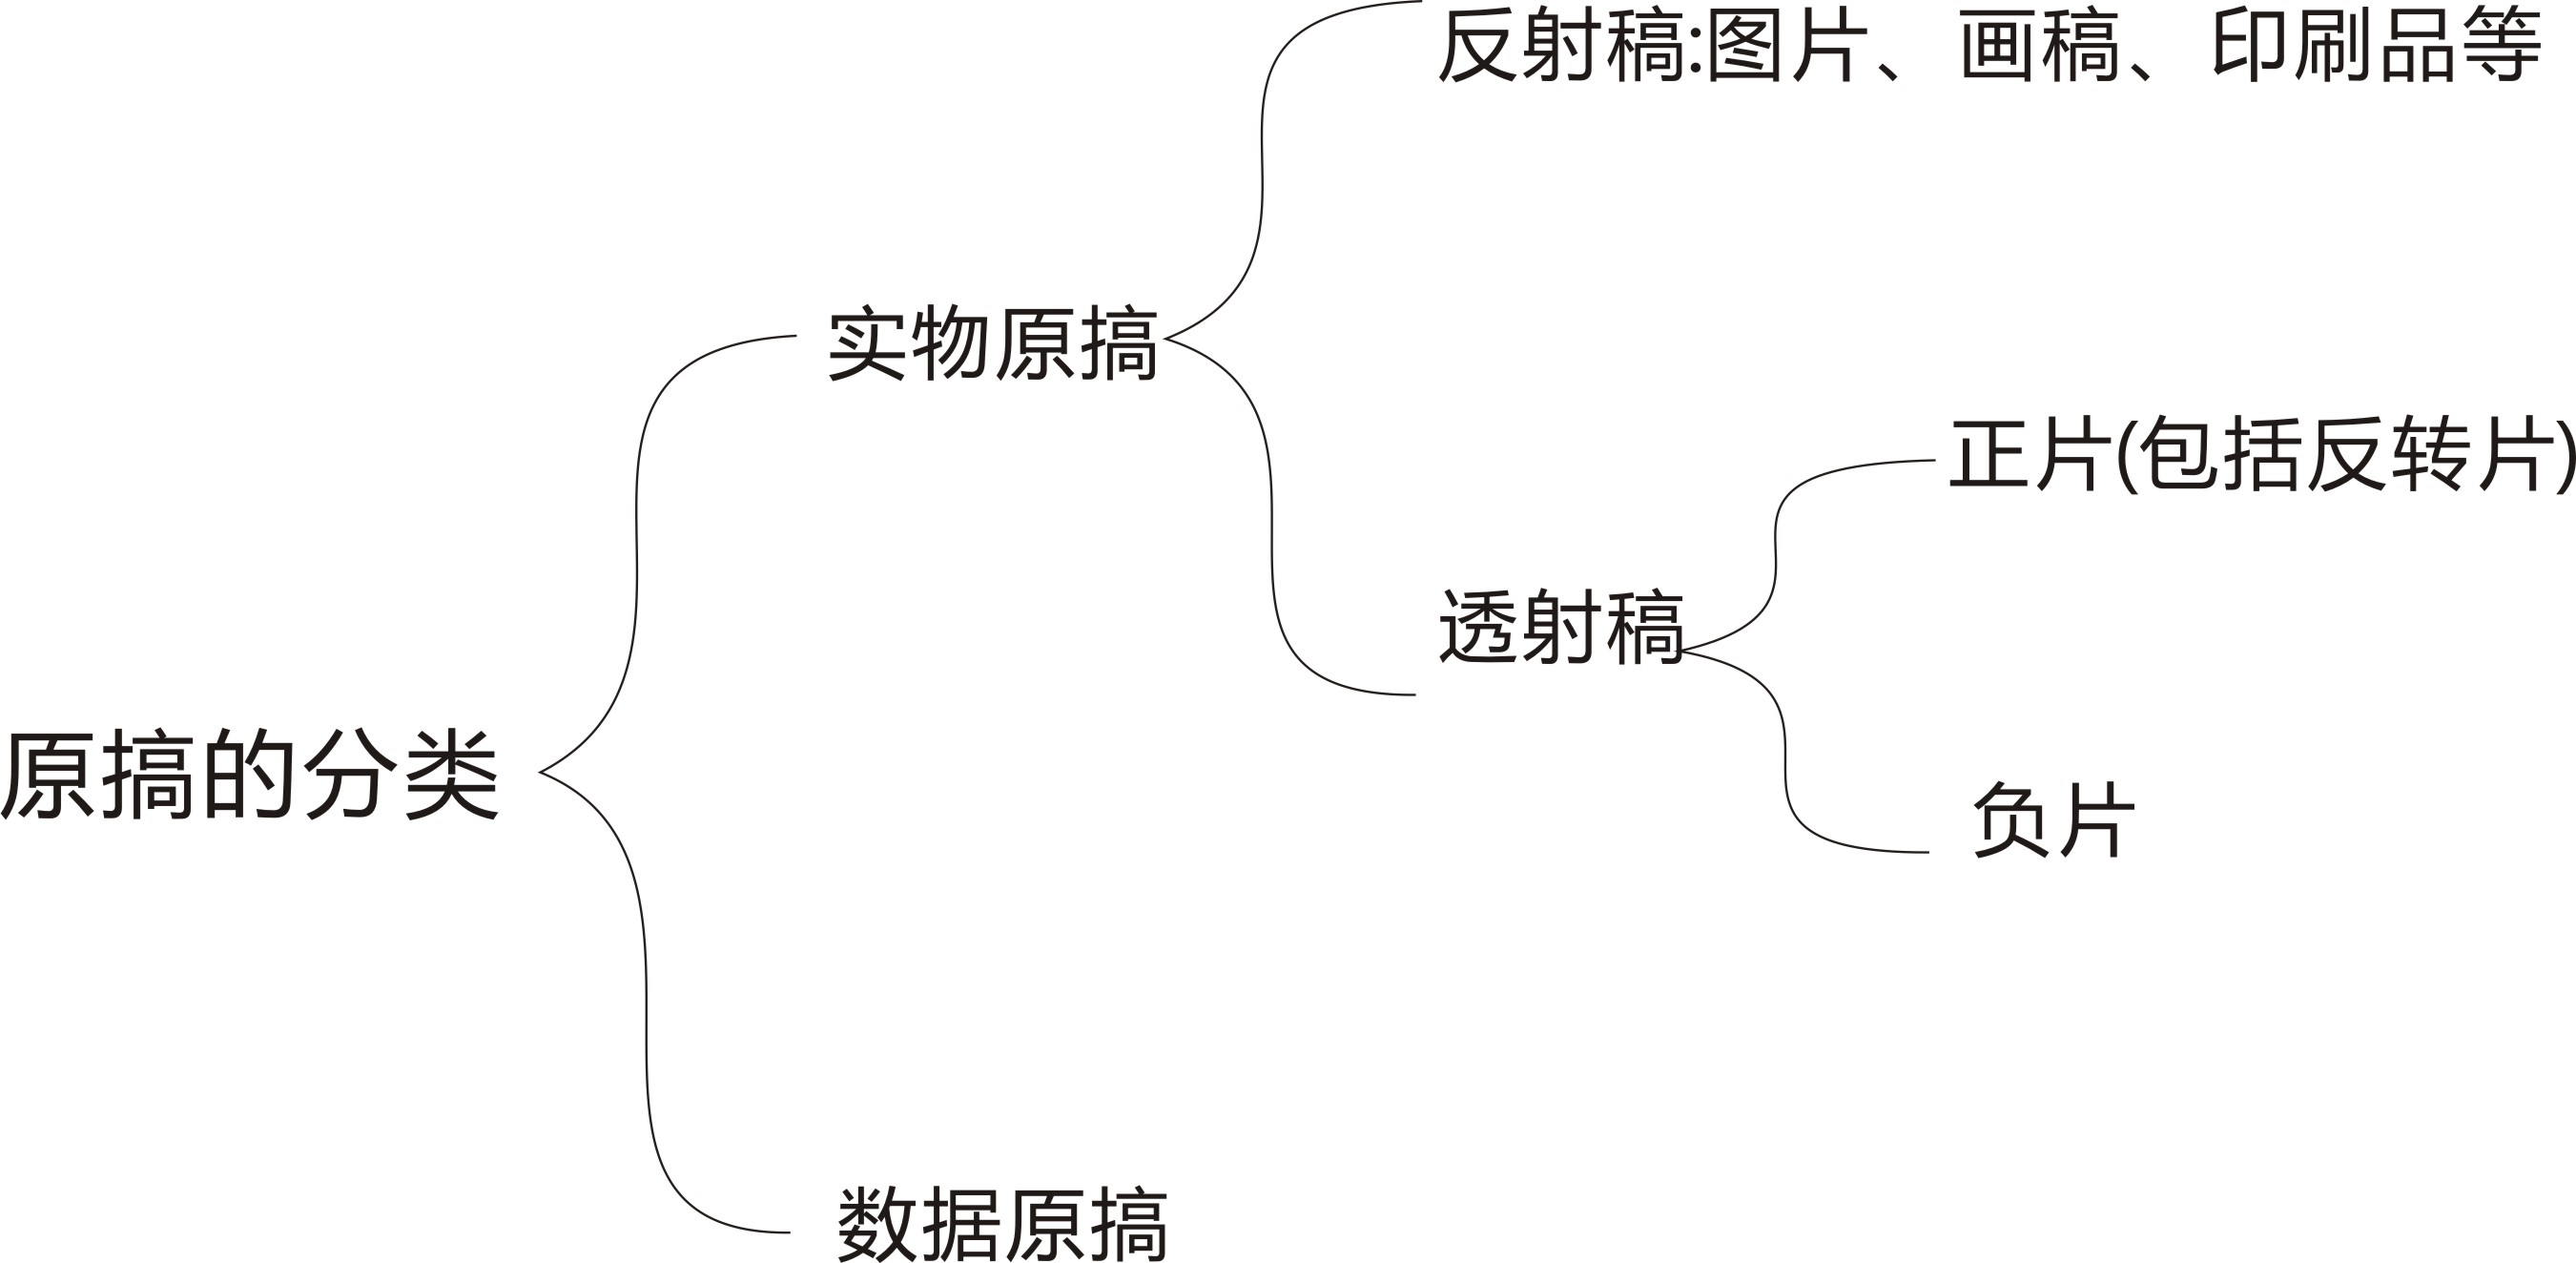 反射稿:图片、画稿、印刷品等
实物原搞
正片(包括反转片)
透射稿
原搞的分类
负片
数据原搞